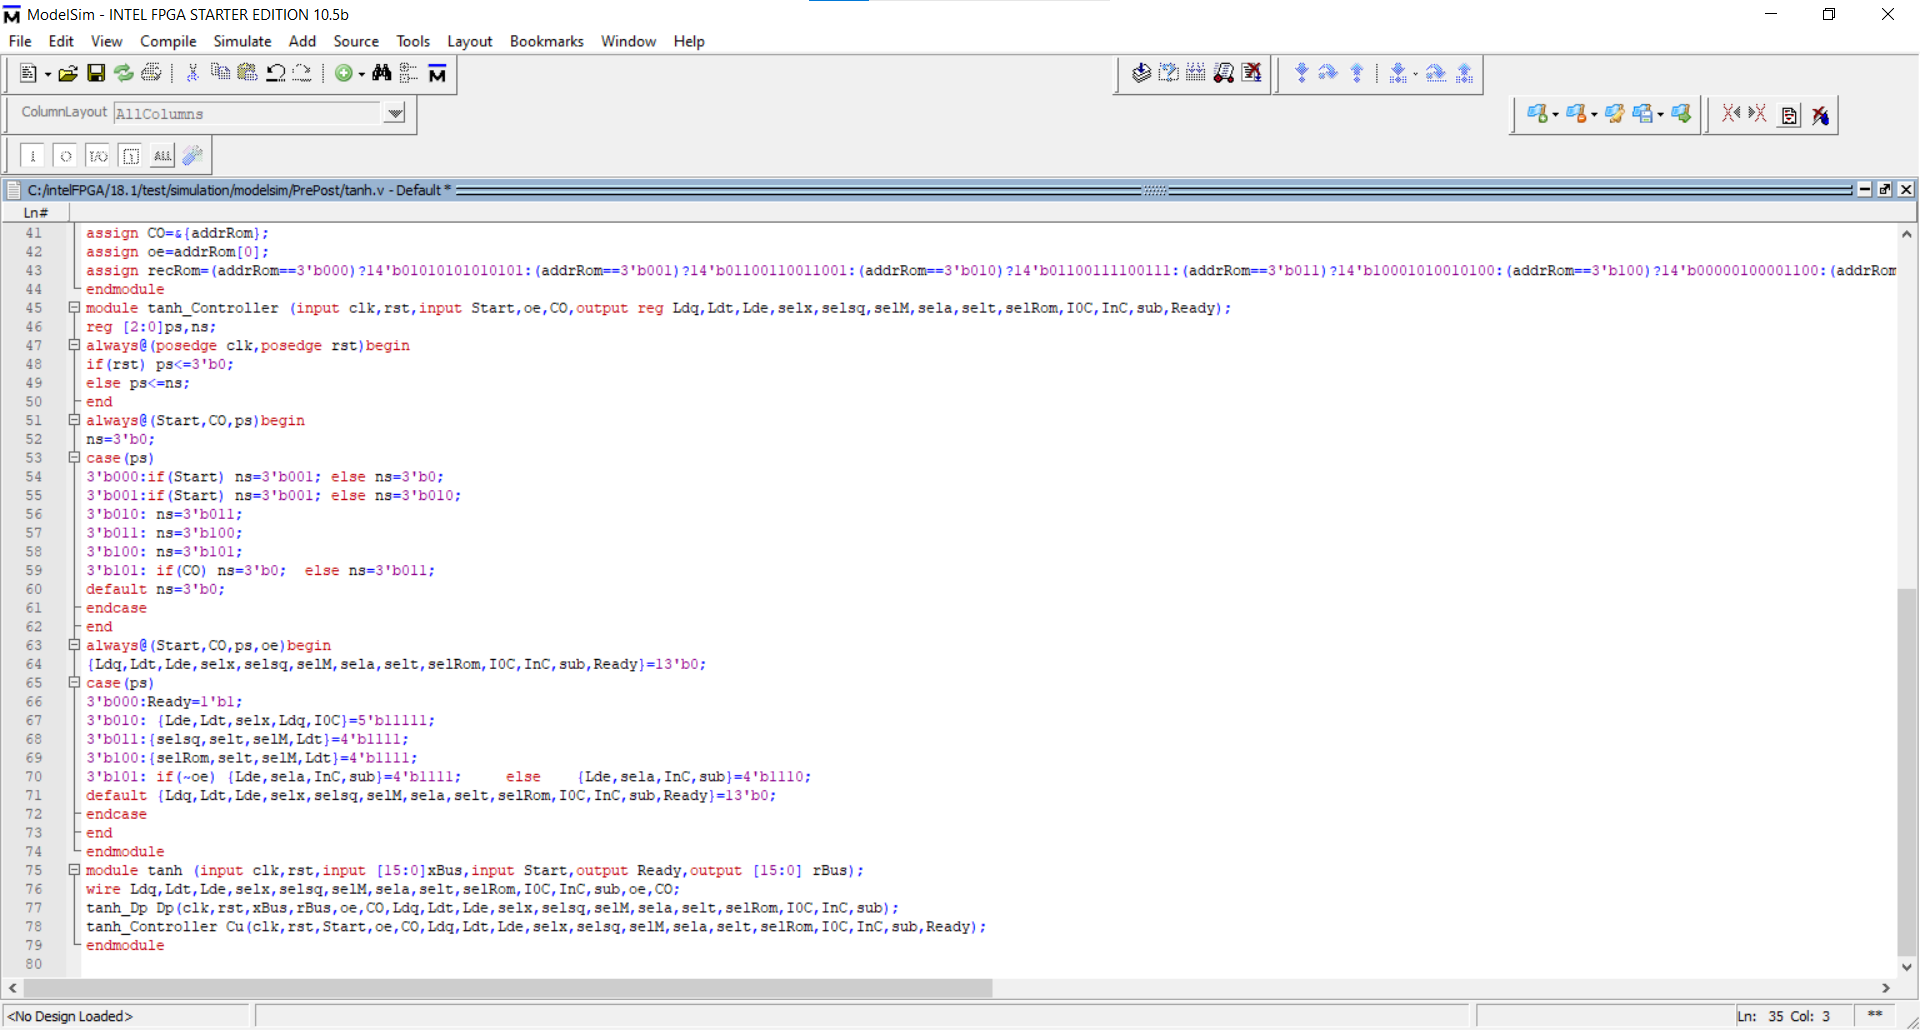 ModelSim - INTEL FPGA STARTER EDITION 10.5b
File Edit View Compile Simulate Add Source Tools Layout Bookmarks Window Help
ColumnLayout AllColumns
ALL
C:/intelFPGA/18.1/test/simulation/modelsim/PrePost/tanh.v - Default *
Ln#
41 assign CO=&{addrRom};
42 assign oe=addrRom[0];
43 assign recRom=(addrRom==3'b000)?14'b01010101010101:(addrRom==3'b001)?14'b01100110011001:(addrRom==3'b010)?14'b01100111100111:(addrRom==3'b011)?14'b10001010010100:(addrRom==3'b100)?14'b00000100001100:(addrRom
44 endmodule
45 module tanh_Controller (input clk,rst,input Start,oe,CO,output reg Ldq,Ldt,Lde,selx,selsq,selM,sela,selt,selRom,I0C,InC,sub,Ready);
46 reg [2:0]ps,ns;
47 always@(posedge clk,posedge rst)begin
48 if(rst) ps<=3'b0;
49 else ps<=ns;
50 end
51 always@(Start,CO,ps)begin
52 ns=3'b0;
53 case(ps)
54 3'b000:if(Start) ns=3'b001; else ns=3'b0;
55 3'b001:if(Start) ns=3'b001; else ns=3'b010;
56 3'b010: ns=3'b011;
57 3'b011: ns=3'b100;
58 3'b100: ns=3'b101;
59 3'b101: if(CO) ns=3'b0;  else ns=3'b011;
60 default ns=3'b0;
61 endcase
62 end
63 always@(Start,CO,ps,oe)begin
64 {Ldq,Ldt,Lde,selx,selsq,selM,sela,selt,selRom,I0C,InC,sub,Ready}=13'b0;
65 case(ps)
66 3'b000:Ready=1'b1;
67 3'b010: {Lde,Ldt,selx,Ldq,I0C}=5'b11111;
68 3'b011:{selsq,selt,selM,Ldt}=4'b1111;
69 3'b100:{selRom,selt,selM,Ldt}=4'b1111;
70 3'b101: if(~oe) {Lde,sela,InC,sub}=4'b1111;     else    {Lde,sela,InC,sub}=4'b1110;
71 default {Ldq,Ldt,Lde,selx,selsq,selM,sela,selt,selRom,I0C,InC,sub,Ready}=13'b0;
72 endcase
73 end
74 endmodule
75 module tanh (input clk,rst,input [15:0]xBus,input Start,output Ready,output [15:0] rBus);
76 wire Ldq,Ldt,Lde,selx,selsq,selM,sela,selt,selRom,I0C,InC,sub,oe,CO;
77 tanh_Dp Dp(clk,rst,xBus,rBus,oe,CO,Ldq,Ldt,Lde,selx,selsq,selM,sela,selt,selRom,I0C,InC,sub);
78 tanh_Controller Cu(clk,rst,Start,oe,CO,Ldq,Ldt,Lde,selx,selsq,selM,sela,selt,selRom,I0C,InC,sub,Ready);
79 endmodule
80
<No Design Loaded> Ln: 35 Col: 3 **